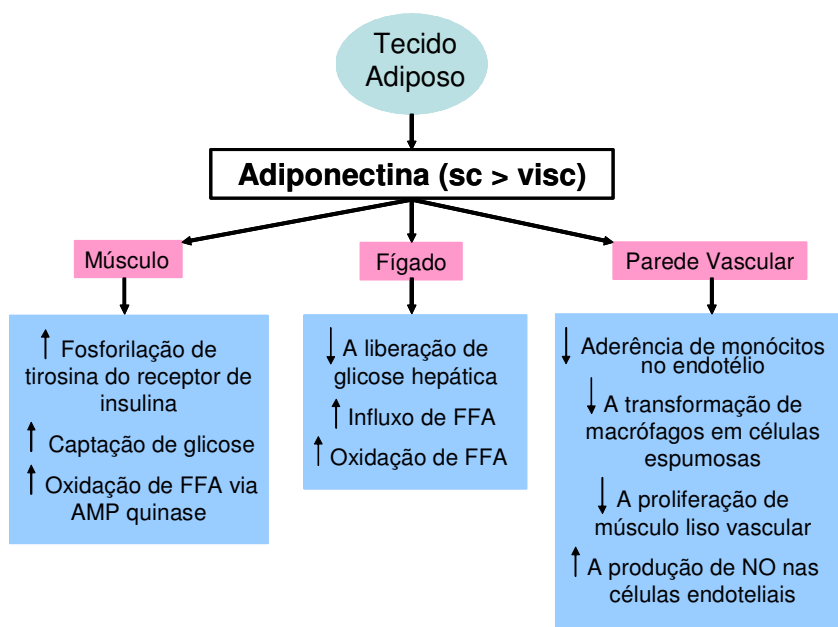 Tecido
Adiposo
Adiponectina (sc > visc)
Músculo
Fígado
Parede Vascular
↑ Fosforilação de
tirosina do receptor de
insulina
↑ Captação de glicose
↑ Oxidação de FFA via
AMP quinase
↓ A liberação de
glicose hepática
↑ Influxo de FFA
↑ Oxidação de FFA
↓ Aderência de monócitos
no endotélio
↓ A transformação de
macrófagos em células
espumosas
↓ A proliferação de
músculo liso vascular
↑ A produção de NO nas
células endoteliais